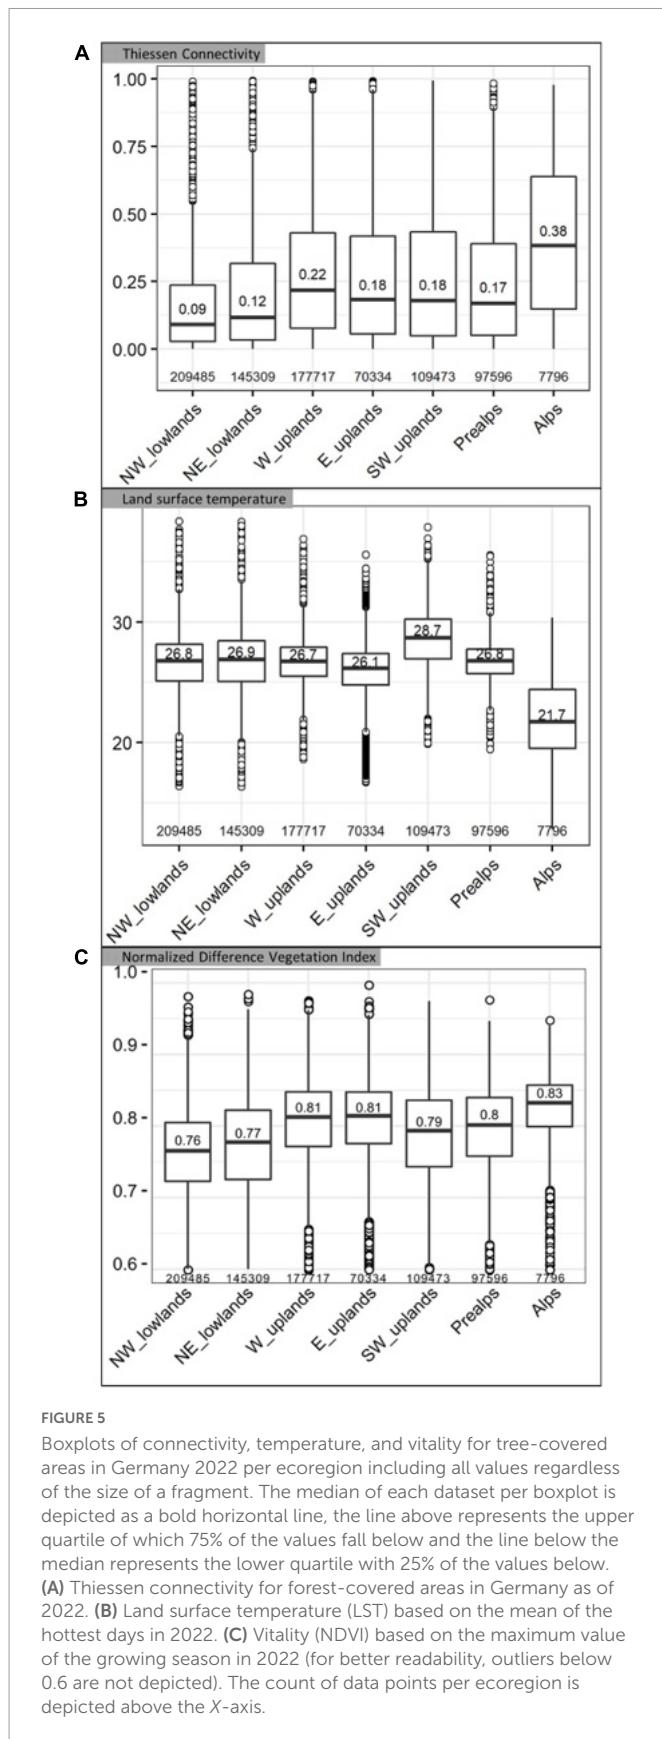 A
Thiessen Connectivity
1.00
0.75
0.50
0.25
0.00
0.09
0.12
0.22
0.18
0.18
0.17
0.38
209485 145309 177717 70334 109473 97596 7796
NW_lowlands NE_lowlands W_uplands E_uplands SW_uplands Prealps Alps
B
Land surface temperature
30
20
26.8
26.9
26.7
26.1
28.7
26.8
21.7
209485 145309 177717 70334 109473 97596 7796
NW_lowlands NE_lowlands W_uplands E_uplands SW_uplands Prealps Alps
C
Normalized Difference Vegetation Index
1.0
0.9
0.8
0.7
0.6
0.76
0.77
0.81
0.81
0.79
0.8
0.83
209485 145309 177717 70334 109473 97596 7796
NW_lowlands NE_lowlands W_uplands E_uplands SW_uplands Prealps Alps
FIGURE 5
Boxplots of connectivity, temperature, and vitality for tree-covered
areas in Germany 2022 per ecoregion including all values regardless
of the size of a fragment. The median of each dataset per boxplot is
depicted as a bold horizontal line, the line above represents the upper
quartile of which 75% of the values fall below and the line below the
median represents the lower quartile with 25% of the values below.
(A) Thiessen connectivity for forest-covered areas in Germany as of
2022. (B) Land surface temperature (LST) based on the mean of the
hottest days in 2022. (C) Vitality (NDVI) based on the maximum value
of the growing season in 2022 (for better readability, outliers below
0.6 are not depicted). The count of data points per ecoregion is
depicted above the X-axis.